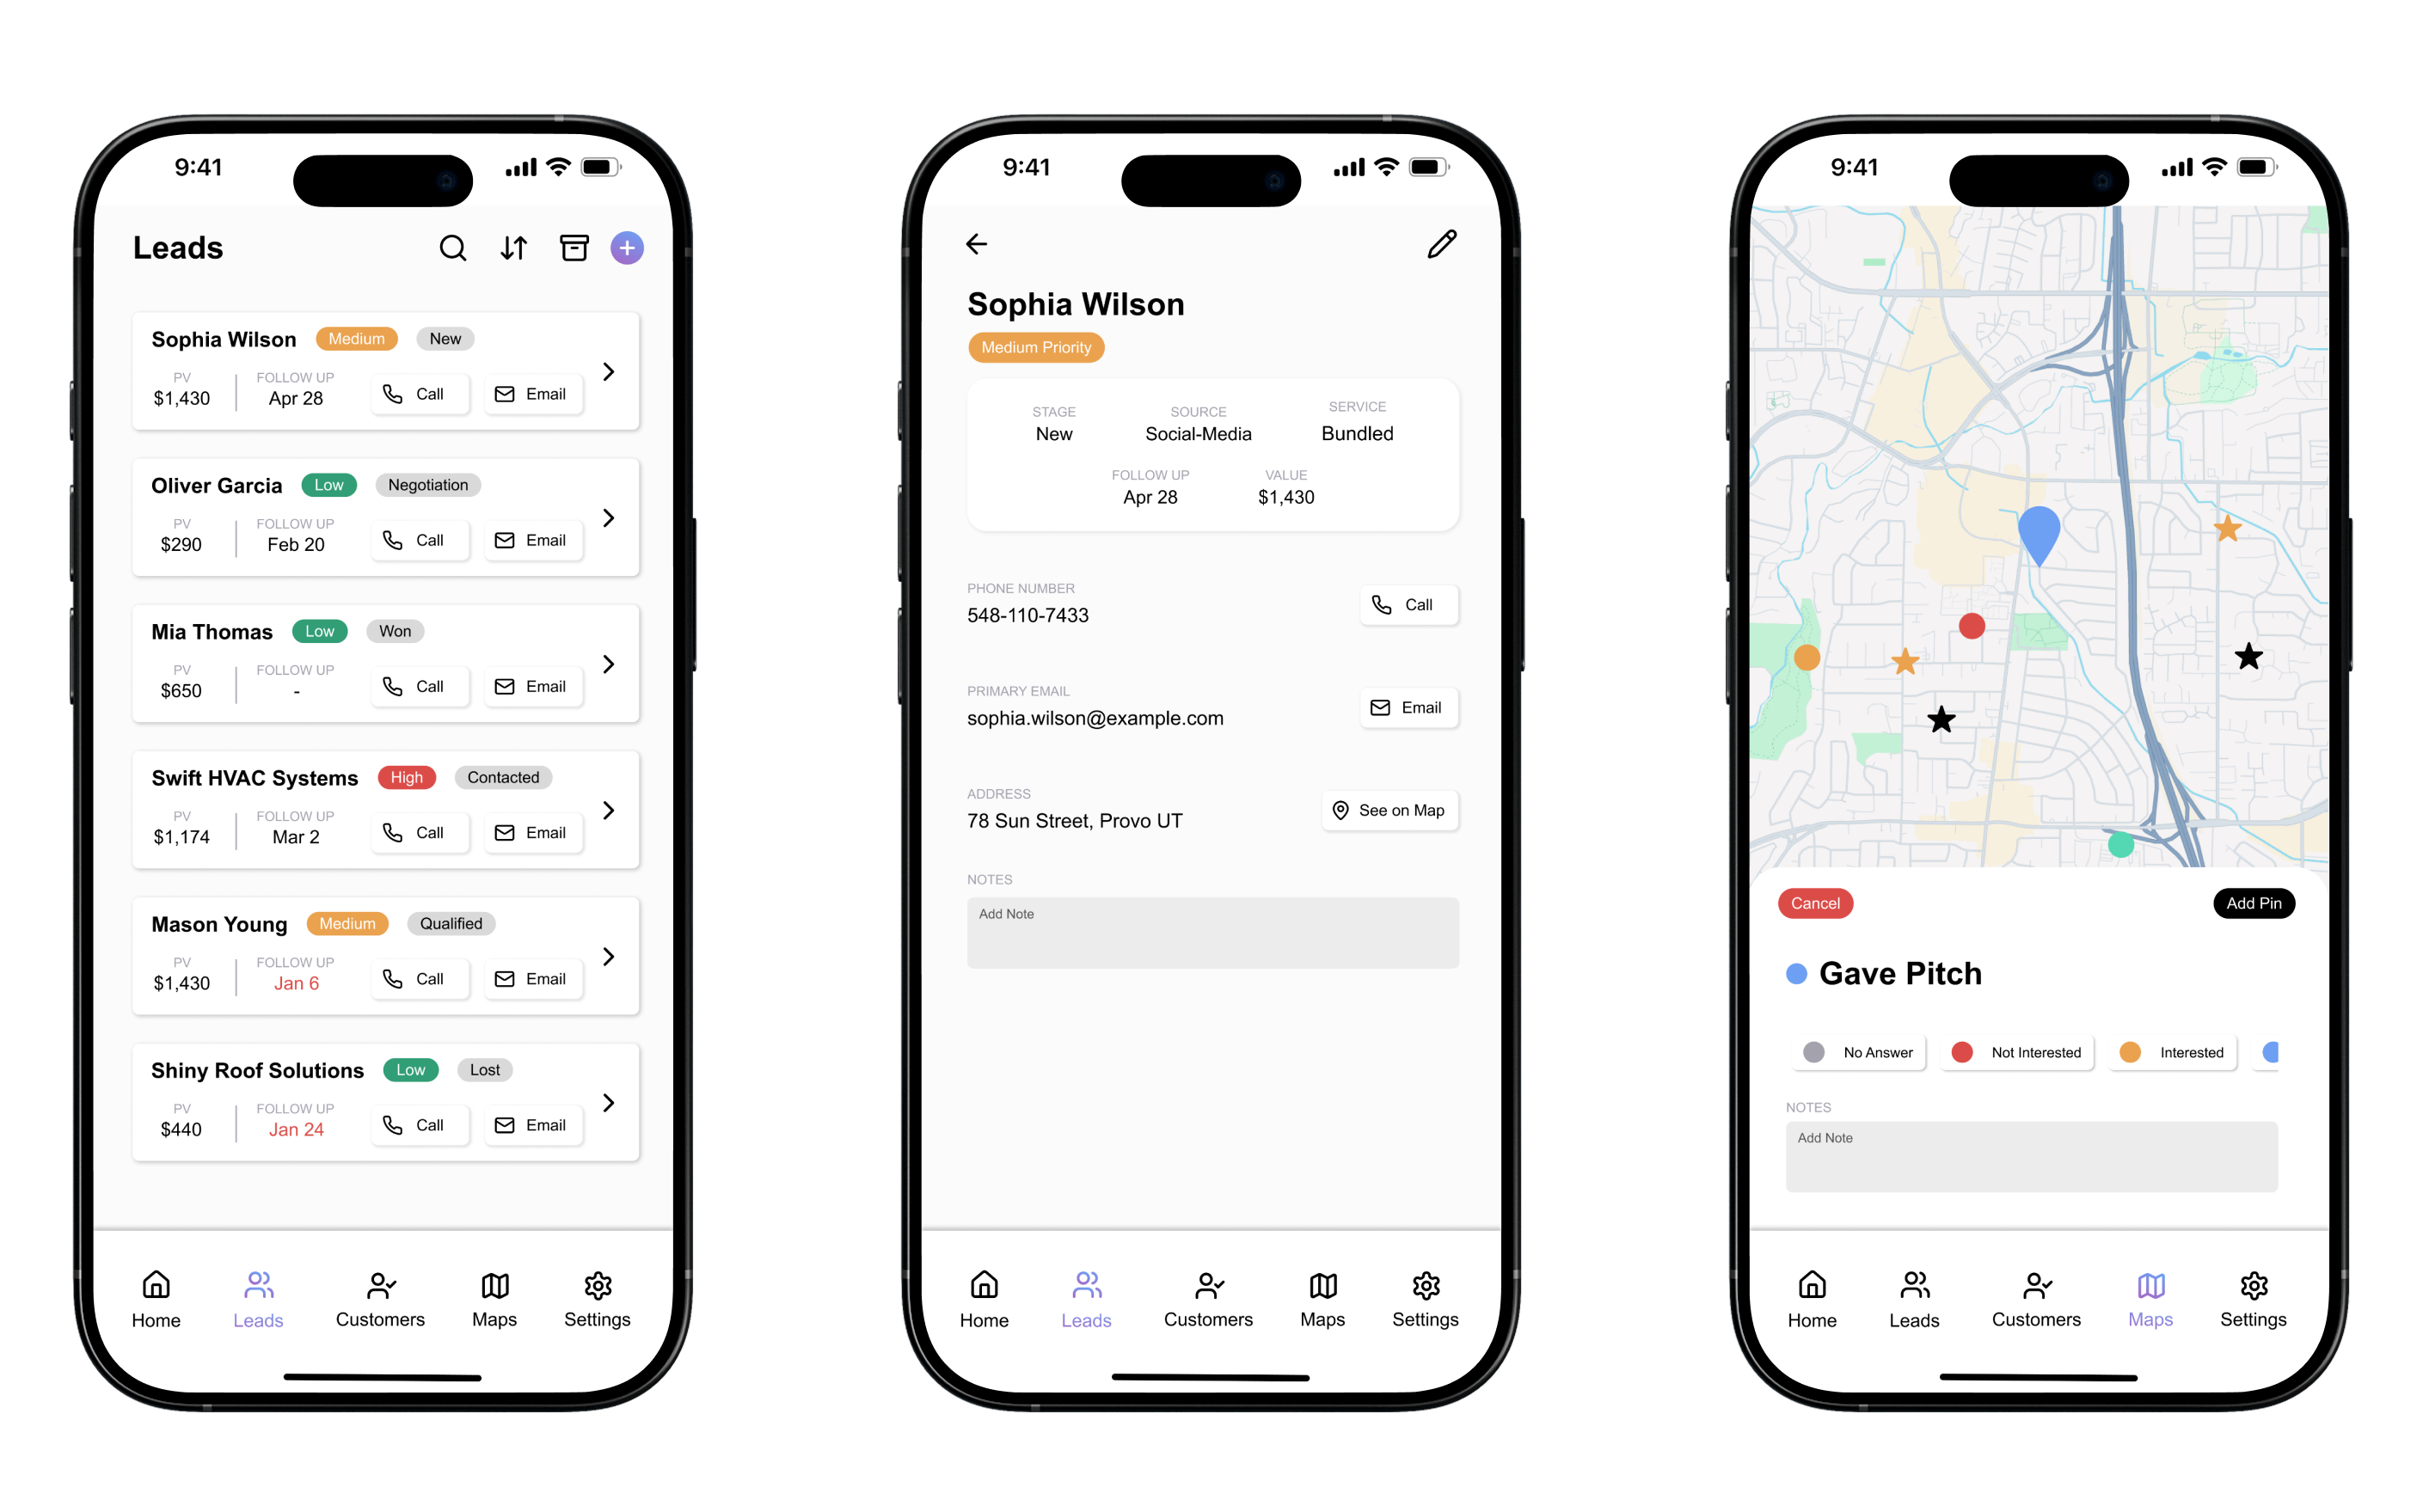 9:41
Leads
Sophia Wilson Medium New
PV FOLLOW UP
$1,430 Apr 28 Call Email
Oliver Garcia Low Negotiation
PV FOLLOW UP
$290 Feb 20 Call Email
Mia Thomas Low Won
PV FOLLOW UP
$650 - Call Email
Swift HVAC Systems High Contacted
PV FOLLOW UP
$1,174 Mar 2 Call Email
Mason Young Medium Qualified
PV FOLLOW UP
$1,430 Jan 6 Call Email
Shiny Roof Solutions Low Lost
PV FOLLOW UP
$440 Jan 24 Call Email
Home Leads Customers Maps Settings
9:41
Sophia Wilson
Medium Priority
STAGE SOURCE SERVICE
New Social-Media Bundled
FOLLOW UP VALUE
Apr 28 $1,430
PHONE NUMBER
548-110-7433 Call
PRIMARY EMAIL
sophia.wilson@example.com Email
ADDRESS
78 Sun Street, Provo UT See on Map
NOTES
Add Note
Home Leads Customers Maps Settings
9:41
Cancel Add Pin
Gave Pitch
No Answer Not Interested Interested
NOTES
Add Note
Home Leads Customers Maps Settings